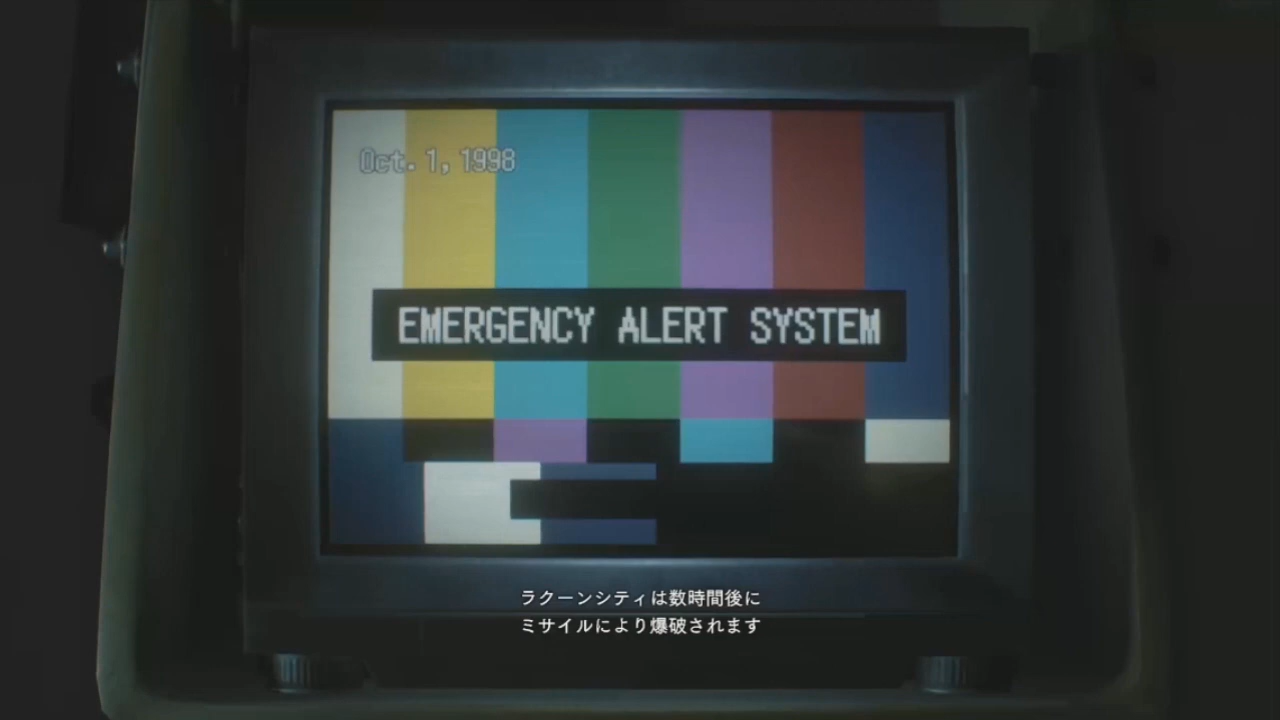 Oct. 1, 1998
EMERGENCY ALERT SYSTEM
ラクーンシティは数時間後に
ミサイルにより爆破されます